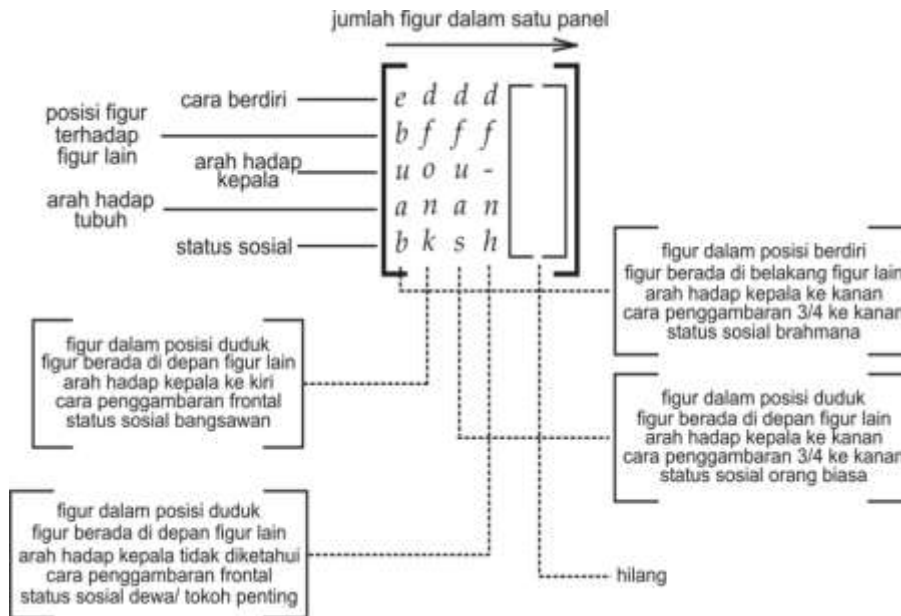 jumlah figur dalam satu panel
cara berdiri
posisi figur
terhadap
figur lain
arah hadap
kepala
arah hadap
tubuh
status sosial
e d d d
b f f f
u o u -
a n a n
b k s h
figur dalam posisi berdiri
figur berada di belakang figur lain
arah hadap kepala ke kanan
cara penggambaran 3/4 ke kanan
status sosial brahmana
figur dalam posisi duduk
figur berada di depan figur lain
arah hadap kepala ke kiri
cara penggambaran frontal
status sosial bangsawan
figur dalam posisi duduk
figur berada di depan figur lain
arah hadap kepala ke kanan
cara penggambaran 3/4 ke kanan
status sosial orang biasa
figur dalam posisi duduk
figur berada di depan figur lain
arah hadap kepala tidak diketahui
cara penggambaran frontal
status sosial dewa/ tokoh penting
hilang